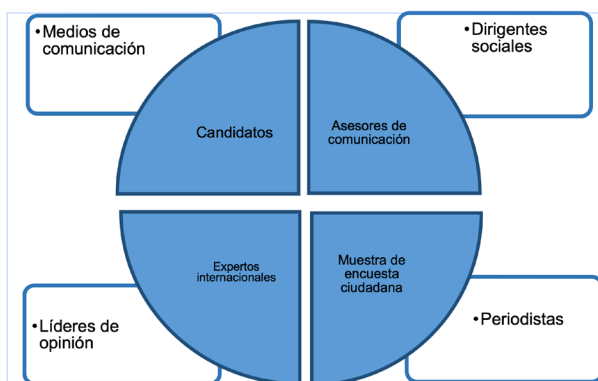 •Medios de
comunicación
•Dirigentes
sociales
Candidatos
Asesores de
comunicación
Expertos
internacionales
Muestra de
encuesta
ciudadana
•Líderes de
opinión
•Periodistas